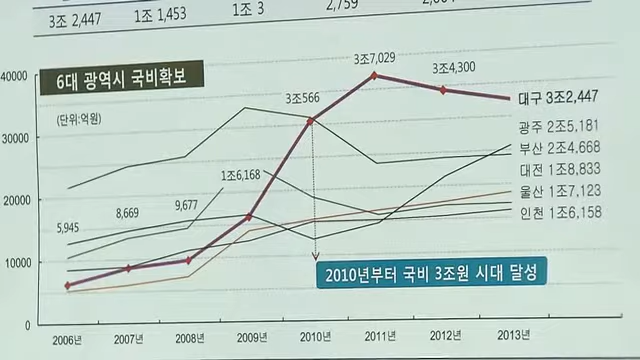 3조 2,447 1조 1,453 1조 3 2,759
6대 광역시 국비확보
(단위:억원)
40000
30000
20000
10000
0
5,945
8,669
9,677
1조6,168
3조566
3조7,029
3조4,300
대구 3조2,447
광주 2조5,181
부산 2조4,668
대전 1조8,833
울산 1조7,123
인천 1조6,158
2010년부터 국비 3조원 시대 달성
2006년 2007년 2008년 2009년 2010년 2011년 2012년 2013년